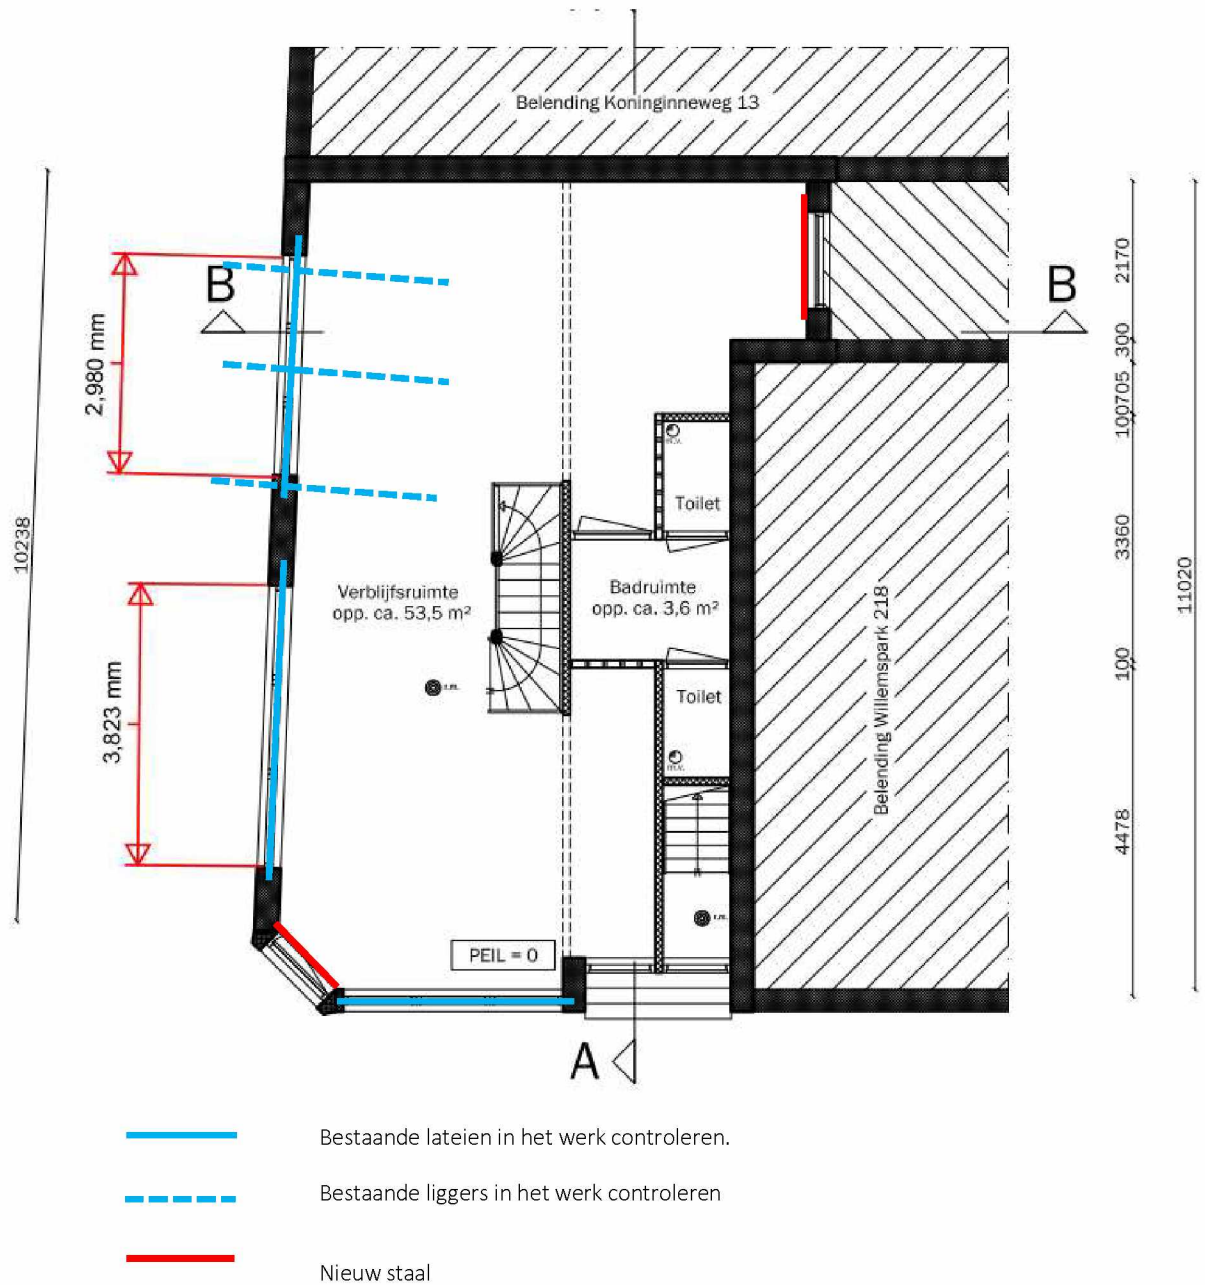 Belending Koninginneweg 13
B
B
2,980 mm
10238
3,823 mm
2170
300
100705
3360
100
4478
11020
m.v.
Toilet
Verblijfsruimte
opp. ca. 53,5 m²
Badruimte
opp. ca. 3,6 m²
r.m.
Toilet
m.v.
Belending Willemspark 218
r.m.
PEIL = 0
A
Bestaande lateien in het werk controleren.
Bestaande liggers in het werk controleren
Nieuw staal